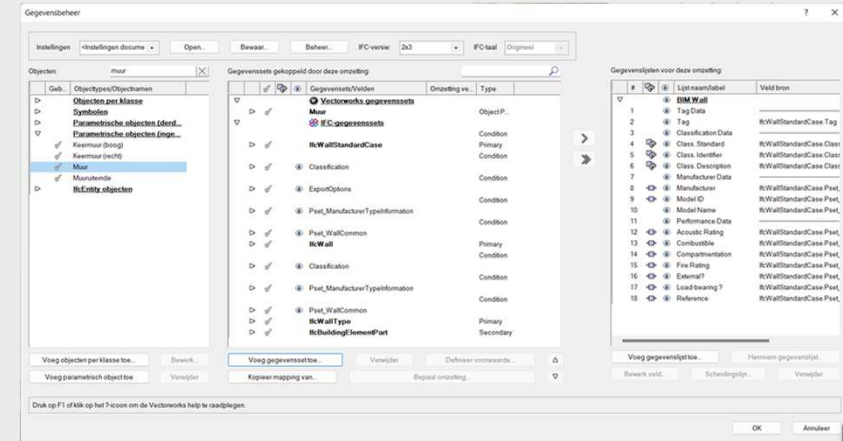 Gegevensbeheer
? ×
Instellingen <Instellingen docume Open... Bewaar... Beheer... IFC-versie: 2x3 IFC-taal Origineel
Objecten: muur
Geb... Objecttypes/Objectnamen
Objecten per klasse
Symbolen
Parametrische objecten (derd...
Parametrische objecten (inge...
Keermuur (boog)
Keermuur (recht)
Muur
Muuruiteinde
IfcEntity objecten
Voeg objecten per klasse toe... Bewerk...
Voeg parametrisch object toe Verwijder
Gegevenssets gekoppeld door deze omzetting:
Gegevenssets/Velden Omzetting ve... Type
Vectorworks gegevenssets
Muur Object P...
IFC-gegevenssets
Condition
IfcWallStandardCase Primary
Condition
Classification
Condition
ExportOptions
Condition
Pset_ManufacturerTypeInformation
Condition
Pset_WallCommon
IfcWall Primary
Condition
Classification
Condition
Pset_ManufacturerTypeInformation
Condition
Pset_WallCommon
IfcWallType Primary
IfcBuildingElementPart Secondary
Voeg gegevensset toe... Verwijder Definieer voorwaarde...
Kopieer mapping van... Bepaal omzetting...
Gegevenslijsten voor deze omzetting:
# Lijst naam/label Veld bron
BIM Wall
1 Tag Data
2 Tag IfcWallStandardCase.Tag
3 Classification Data
4 Class. Standard IfcWallStandardCase.Class
5 Class. Identifier IfcWallStandardCase.Class
6 Class. Description IfcWallStandardCase.Class
7 Manufacturer Data
8 Manufacturer IfcWallStandardCase.Pset_
9 Model ID IfcWallStandardCase.Pset_
10 Model Name IfcWallStandardCase.Pset_
11 Performance Data
12 Acoustic Rating IfcWallStandardCase.Pset_
13 Combustible IfcWallStandardCase.Pset_
14 Compartmentation IfcWallStandardCase.Pset_
15 Fire Rating IfcWallStandardCase.Pset_
16 External? IfcWallStandardCase.Pset_
17 Load-bearing ? IfcWallStandardCase.Pset_
18 Reference IfcWallStandardCase.Pset_
Voeg gegevenslijst toe... Hernoem gegevenslijst...
Bewerk veld... Scheidingslijn... Verwijder
Druk op F1 of klik op het ?-icoon om de Vectorworks help te raadplegen.
OK Annuleer